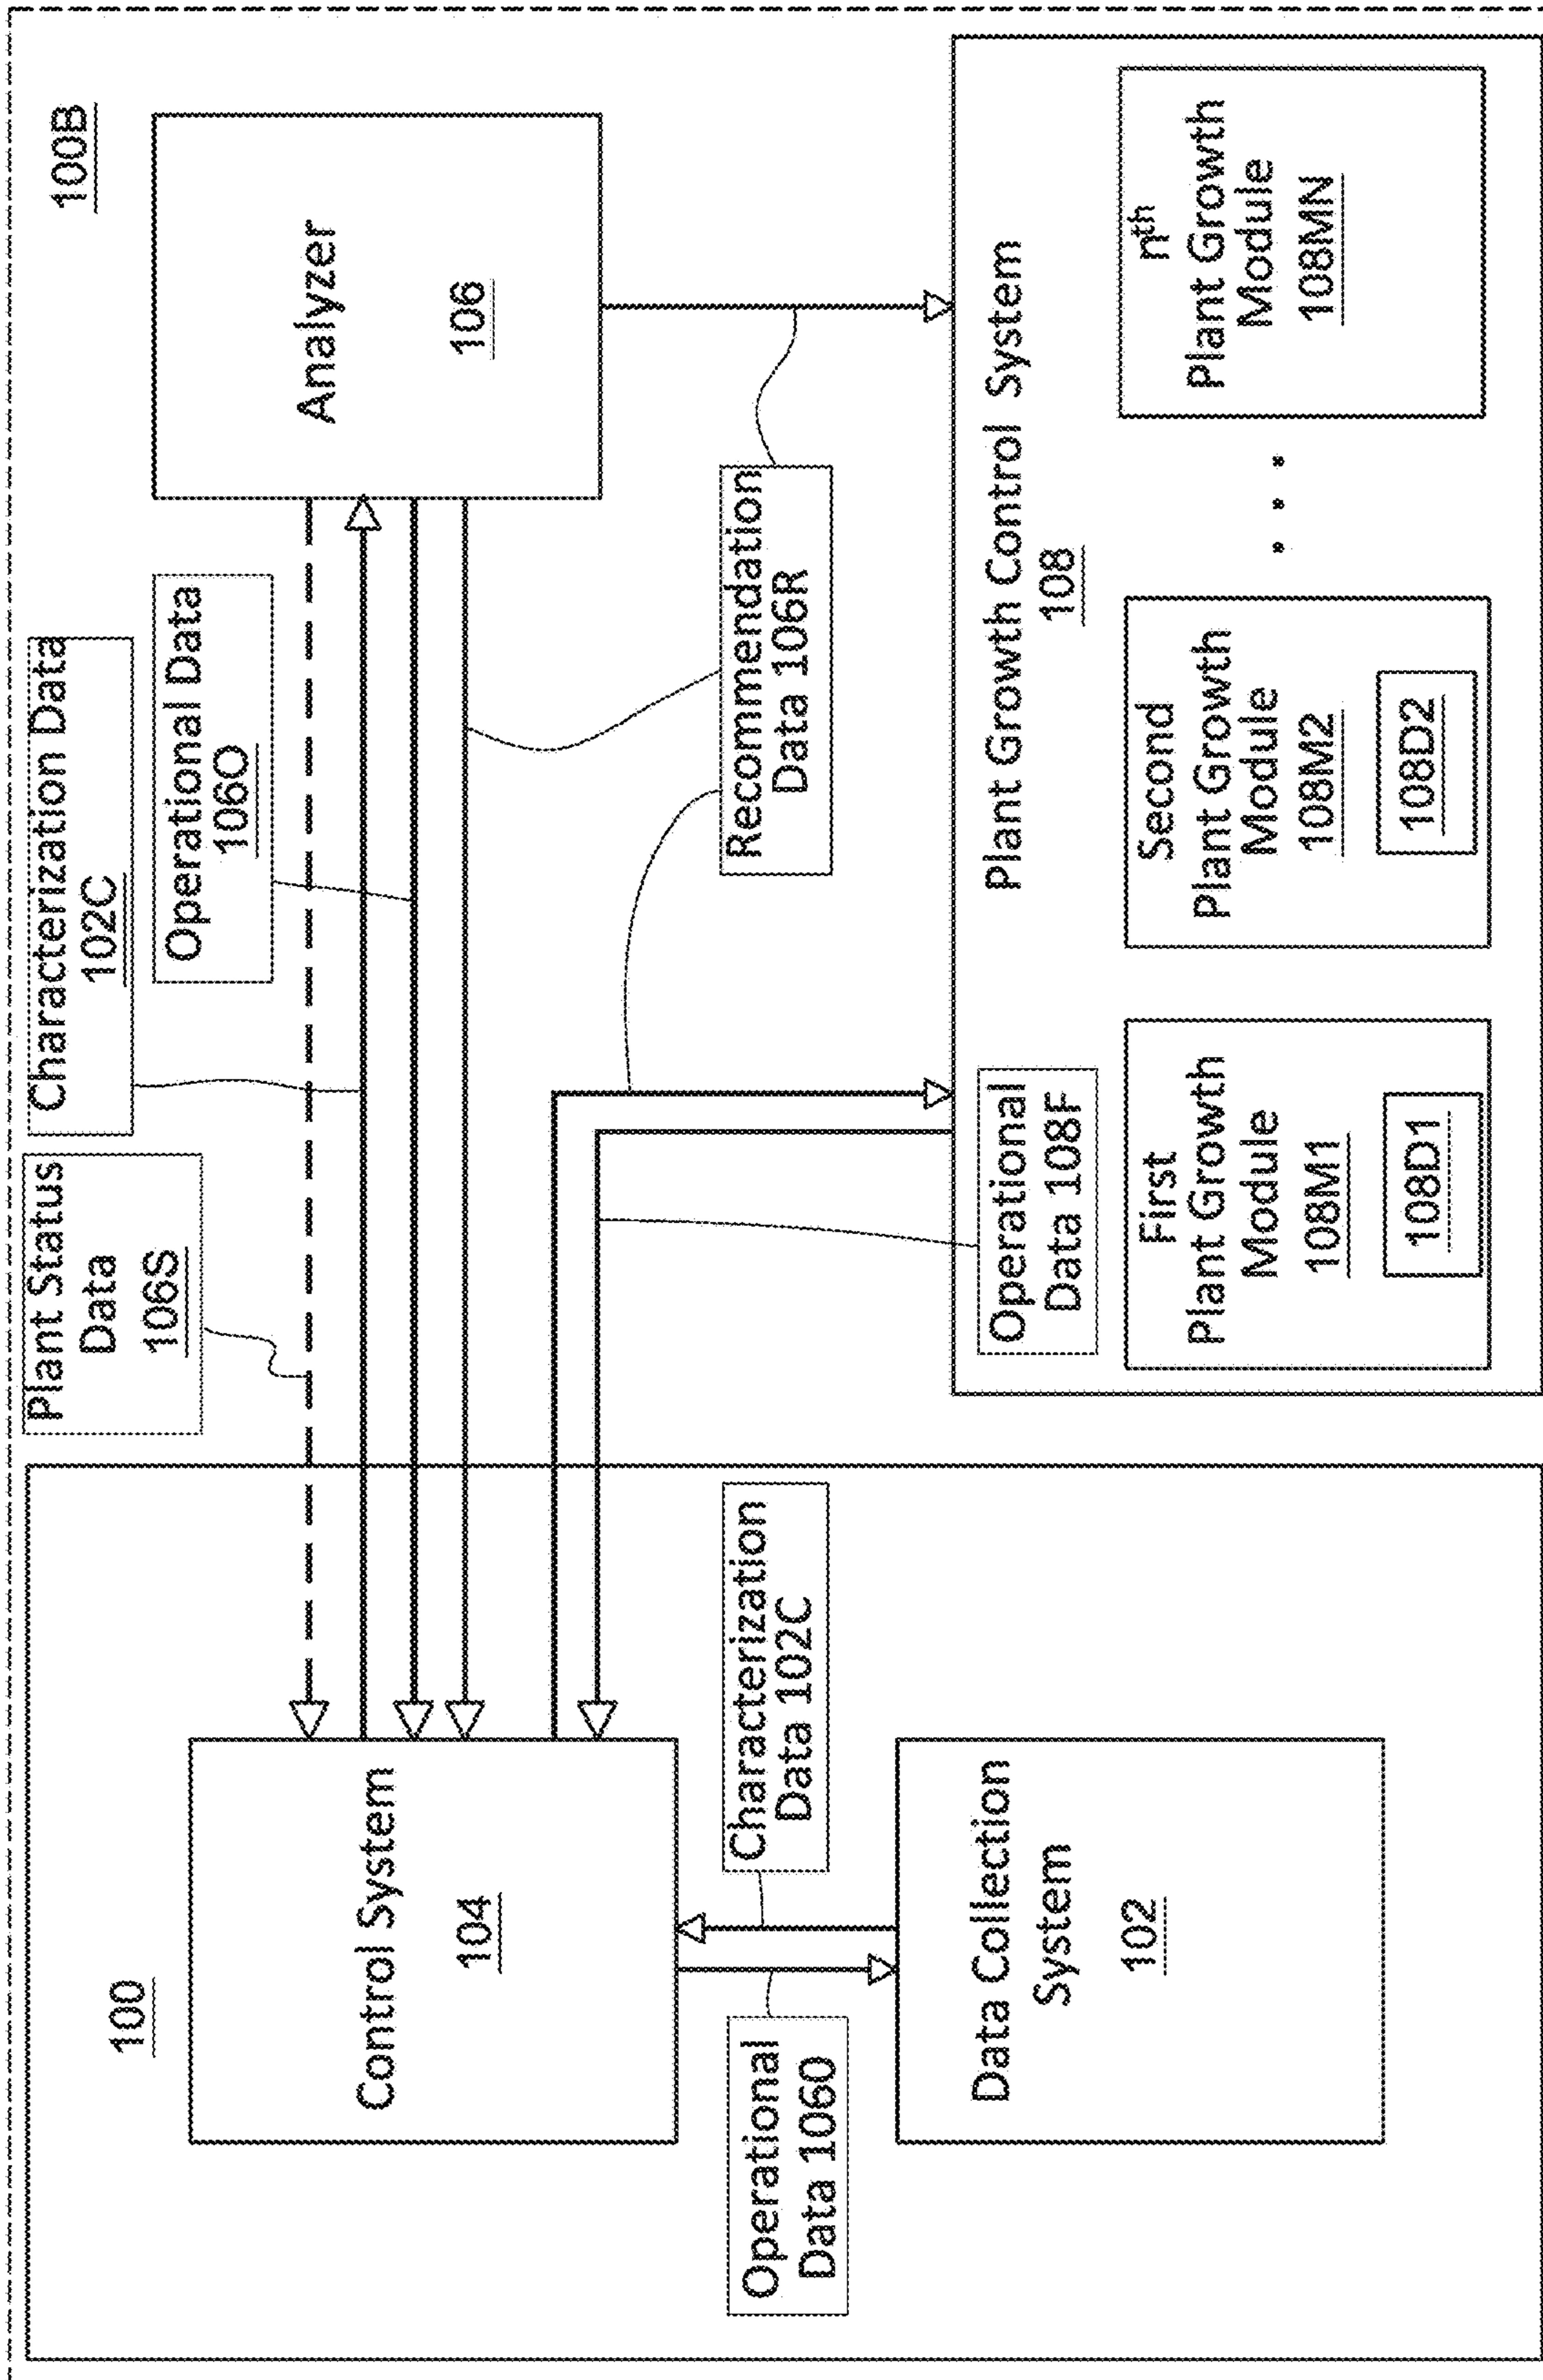 100B
100
Control System
104
Operational
Data 106O
Characterization
Data 102C
Data Collection
System
102
Plant Status
Data
106S
Characterization Data
102C
Operational Data
106O
Analyzer
106
Recommendation
Data 106R
Plant Growth Control System
108
Operational
Data 108F
First
Plant Growth
Module
108M1
108D1
Second
Plant Growth
Module
108M2
108D2
• • •
nth
Plant Growth
Module
108MN